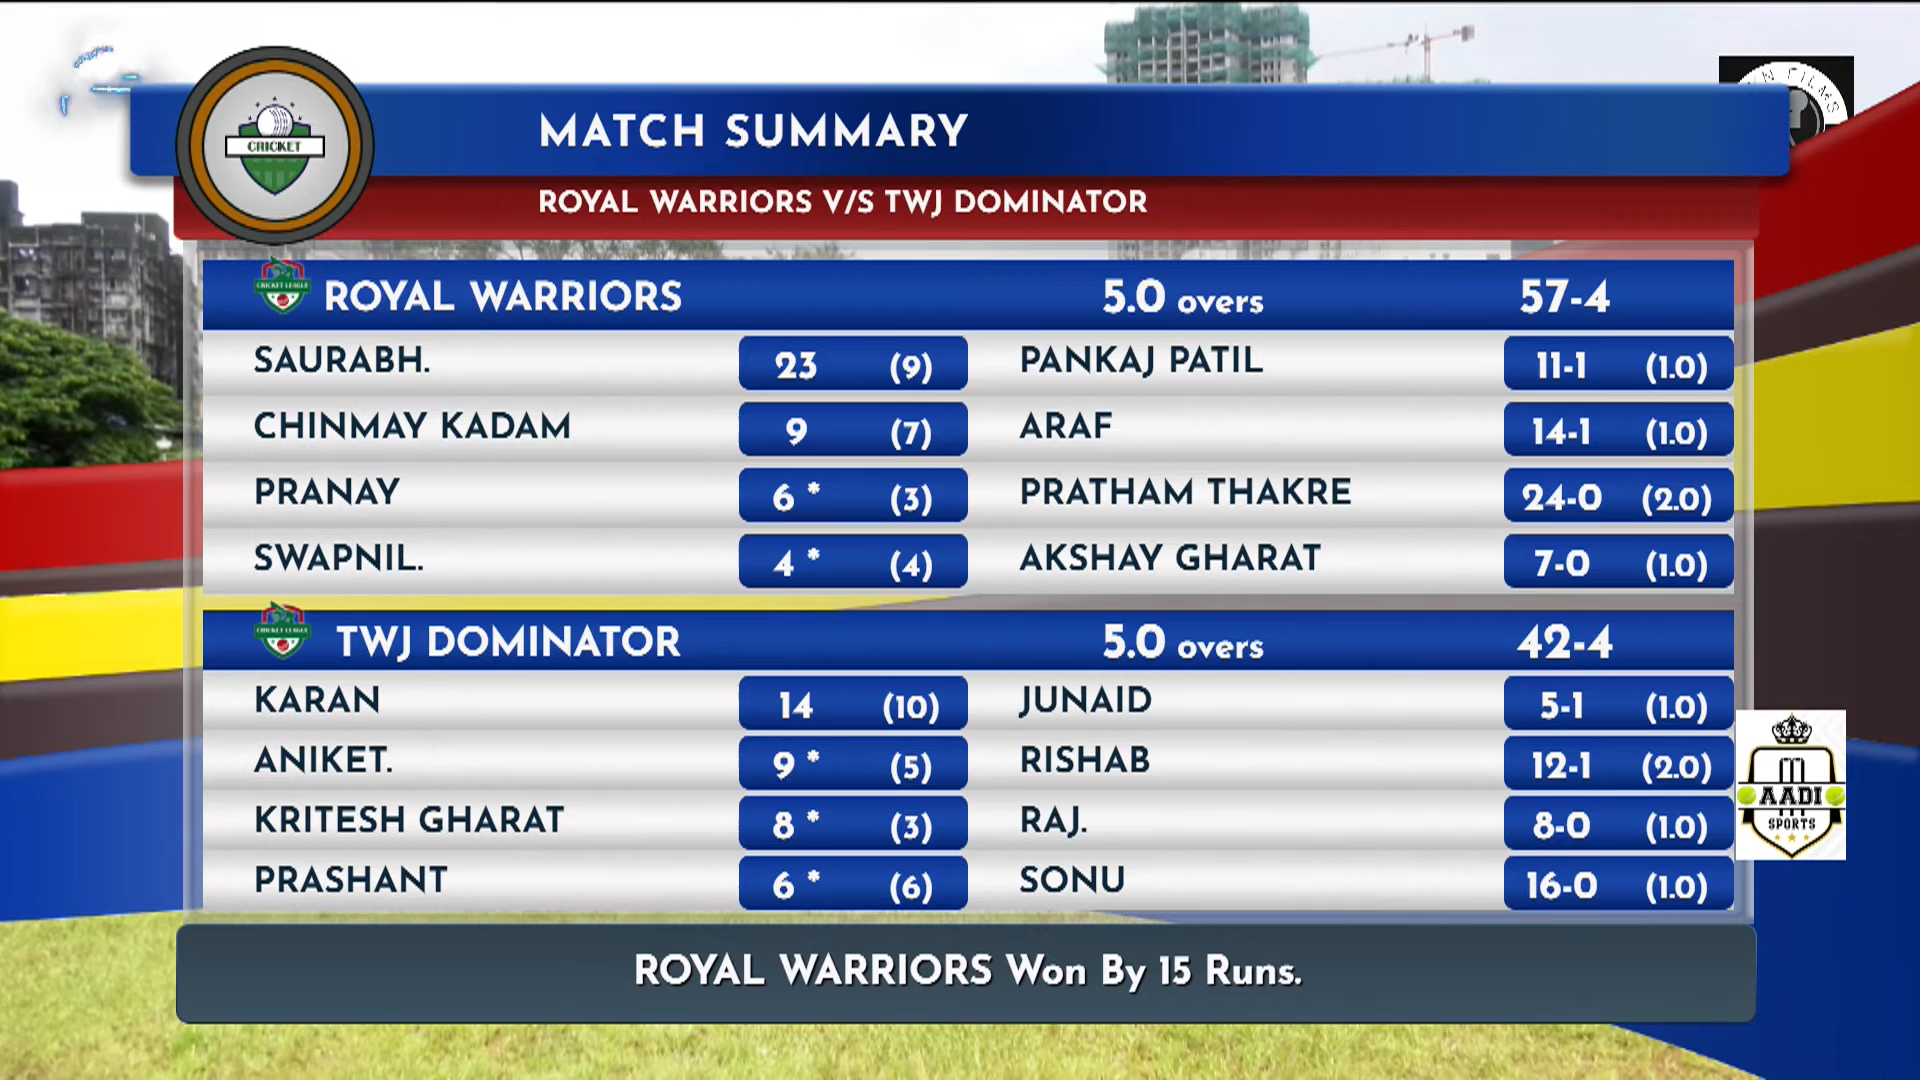 CRICKET
MATCH SUMMARY
ROYAL WARRIORS V/S TWJ DOMINATOR
FILMS
CRICKET LEAGUE
ROYAL WARRIORS 5.0 overs 57-4
SAURABH. 23 (9) PANKAJ PATIL 11-1 (1.0)
CHINMAY KADAM 9 (7) ARAF 14-1 (1.0)
PRANAY 6 * (3) PRATHAM THAKRE 24-0 (2.0)
SWAPNIL. 4 * (4) AKSHAY GHARAT 7-0 (1.0)
CRICKET LEAGUE
TWJ DOMINATOR 5.0 overs 42-4
KARAN 14 (10) JUNAID 5-1 (1.0)
ANIKET. 9 * (5) RISHAB 12-1 (2.0)
KRITESH GHARAT 8 * (3) RAJ. 8-0 (1.0)
PRASHANT 6 * (6) SONU 16-0 (1.0)
AADI
SPORTS
ROYAL WARRIORS Won By 15 Runs.